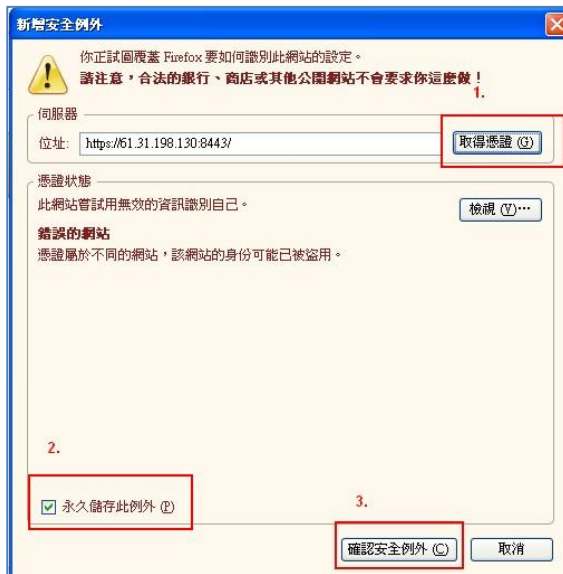 新增安全例外
你正試圖覆蓋 Firefox 要如何識別此網站的設定。
請注意，合法的銀行、商店或其他公開網站不會要求你這麼做！
1.
伺服器
位址: https://61.31.198.130:8443/ 取得憑證 (G)
憑證狀態
此網站嘗試用無效的資訊識別自己。 檢視 (V)…
錯誤的網站
憑證屬於不同的網站，該網站的身份可能已被盜用。
2.
永久儲存此例外 (P)
3.
確認安全例外 (C) 取消